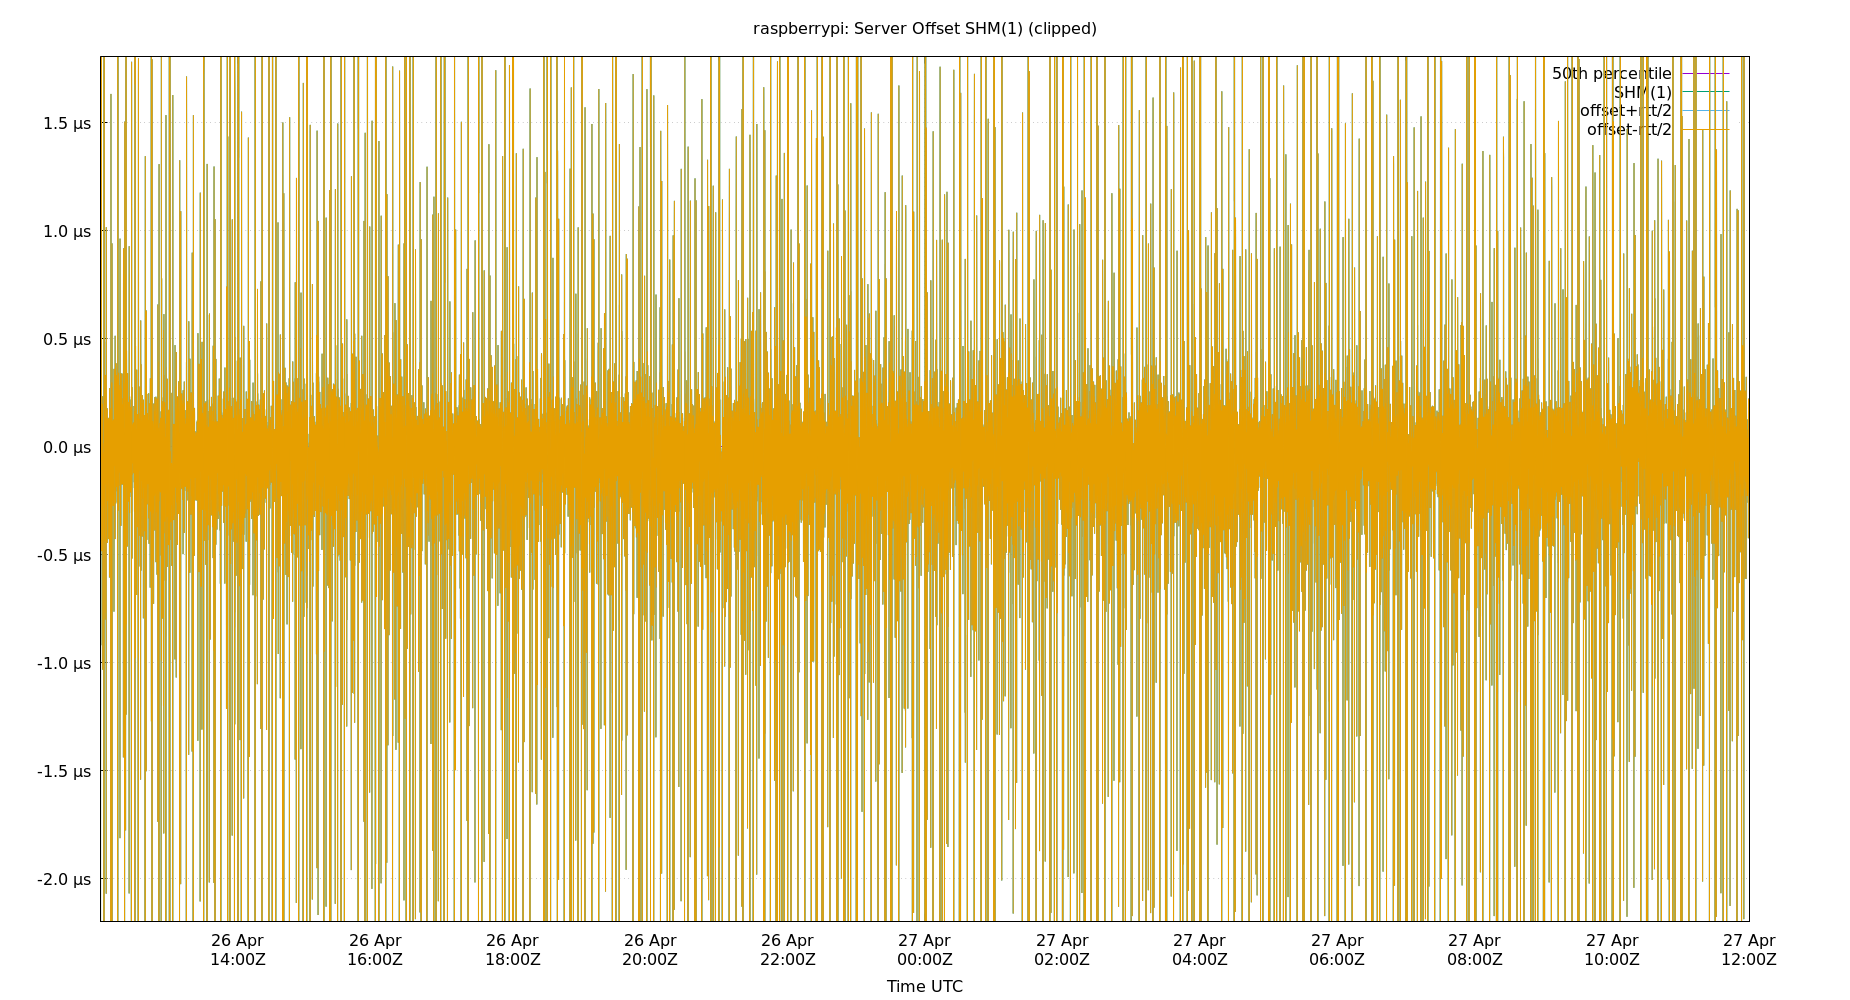 raspberrypi: Server Offset SHM(1) (clipped)
50th percentile
SHM(1)
offset+rtt/2
offset-rtt/2
1.5 µs
1.0 µs
0.5 µs
0.0 µs
-0.5 µs
-1.0 µs
-1.5 µs
-2.0 µs
26 Apr 26 Apr 26 Apr 26 Apr 26 Apr 27 Apr 27 Apr 27 Apr 27 Apr 27 Apr 27 Apr 27 Apr
14:00Z 16:00Z 18:00Z 20:00Z 22:00Z 00:00Z 02:00Z 04:00Z 06:00Z 08:00Z 10:00Z 12:00Z
Time UTC